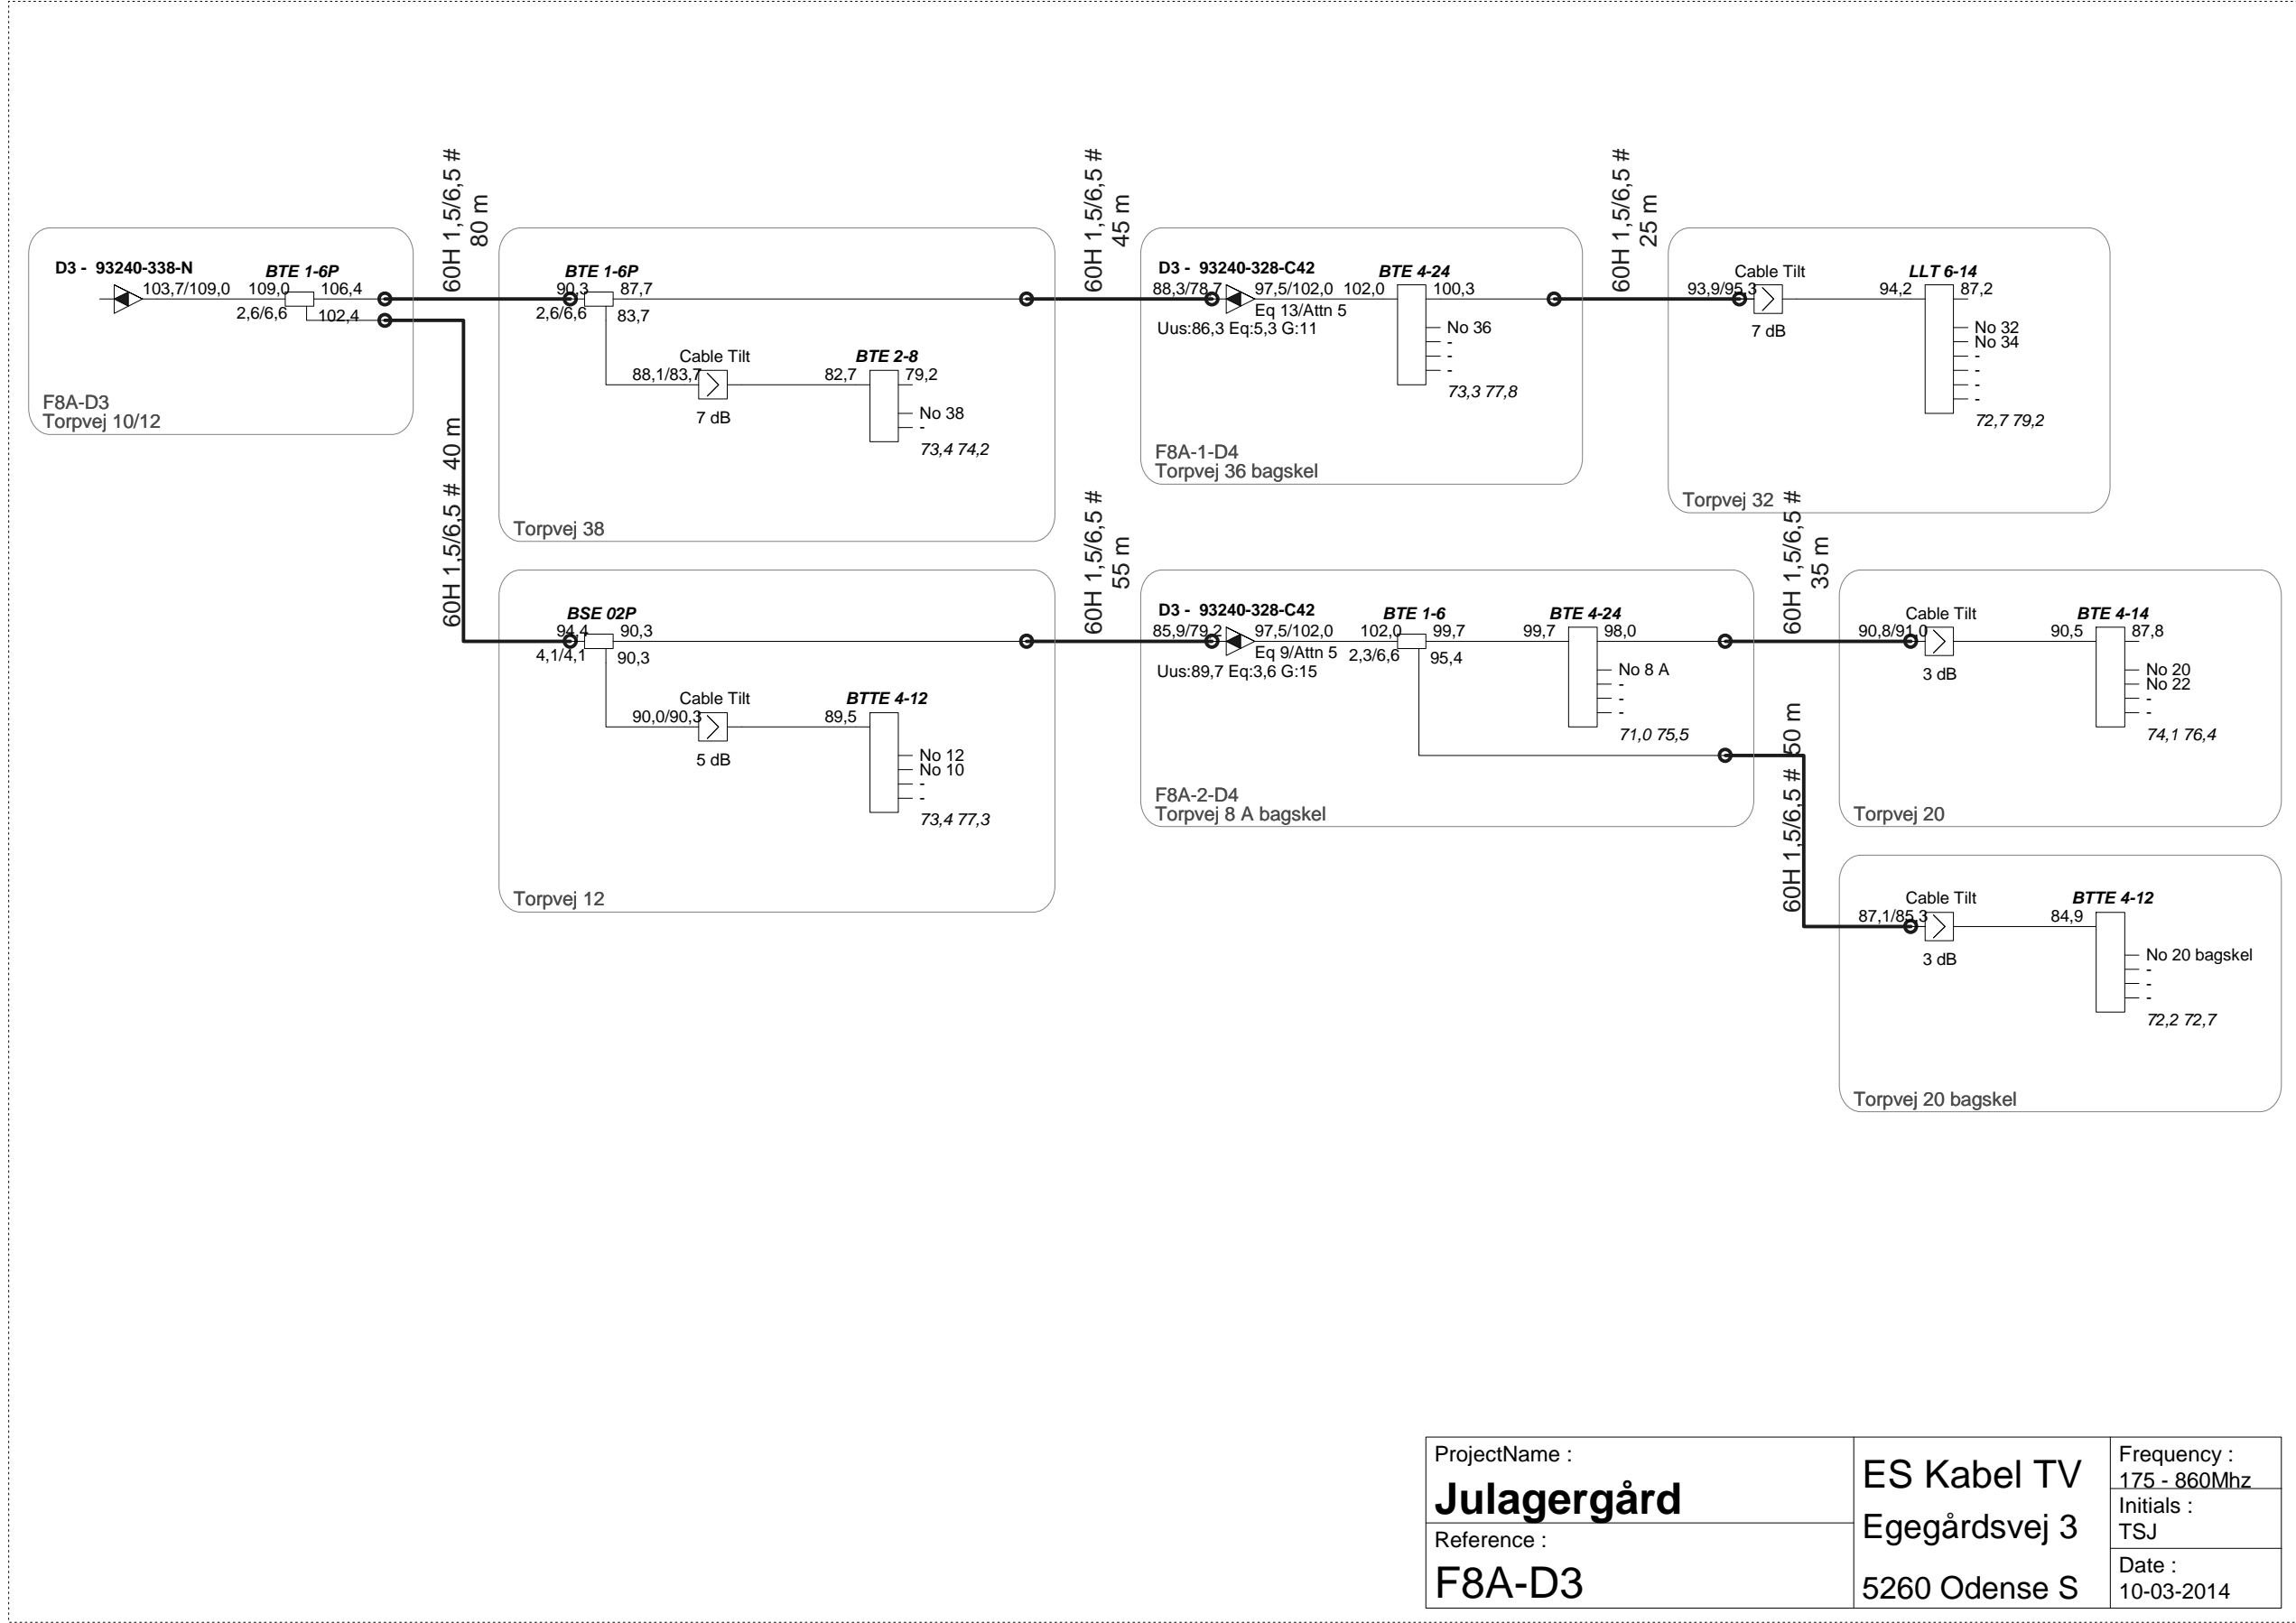 60H 1,5/6,5 #
80 m
60H 1,5/6,5 #
45 m
60H 1,5/6,5 #
25 m
D3 - 93240-338-N
BTE 1-6P
103,7/109,0
109,0
106,4
2,6/6,6
102,4
F8A-D3
Torpvej 10/12
BTE 1-6P
90,3
87,7
2,6/6,6
83,7
Cable Tilt
BTE 2-8
88,1/83,7
82,7
79,2
7 dB
No 38
-
73,4 74,2
Torpvej 38
D3 - 93240-328-C42
BTE 4-24
88,3/78,7
97,5/102,0
102,0
100,3
Eq 13/Attn 5
Uus:86,3 Eq:5,3 G:11
No 36
-
-
-
73,3 77,8
F8A-1-D4
Torpvej 36 bagskel
Cable Tilt
LLT 6-14
93,9/95,3
94,2
87,2
7 dB
No 32
No 34
-
-
-
-
72,7 79,2
Torpvej 32
60H 1,5/6,5 # 40 m
60H 1,5/6,5 #
55 m
60H 1,5/6,5 #
35 m
BSE 02P
94,4
90,3
4,1/4,1
90,3
Cable Tilt
BTTE 4-12
90,0/90,3
89,5
5 dB
No 12
No 10
-
-
73,4 77,3
Torpvej 12
D3 - 93240-328-C42
BTE 1-6
BTE 4-24
85,9/79,2
97,5/102,0
102,0
99,7
99,7
98,0
Eq 9/Attn 5
2,3/6,6
95,4
Uus:89,7 Eq:3,6 G:15
No 8 A
-
-
-
71,0 75,5
F8A-2-D4
Torpvej 8 A bagskel
Cable Tilt
BTE 4-14
90,8/91,0
90,5
87,8
3 dB
No 20
No 22
-
-
74,1 76,4
Torpvej 20
60H 1,5/6,5 # 50 m
Cable Tilt
BTTE 4-12
87,1/85,3
84,9
3 dB
No 20 bagskel
-
-
-
72,2 72,7
Torpvej 20 bagskel
ProjectName :
Julagergård
Reference :
F8A-D3
ES Kabel TV
Egegårdsvej 3
5260 Odense S
Frequency :
175 - 860Mhz
Initials :
TSJ
Date :
10-03-2014